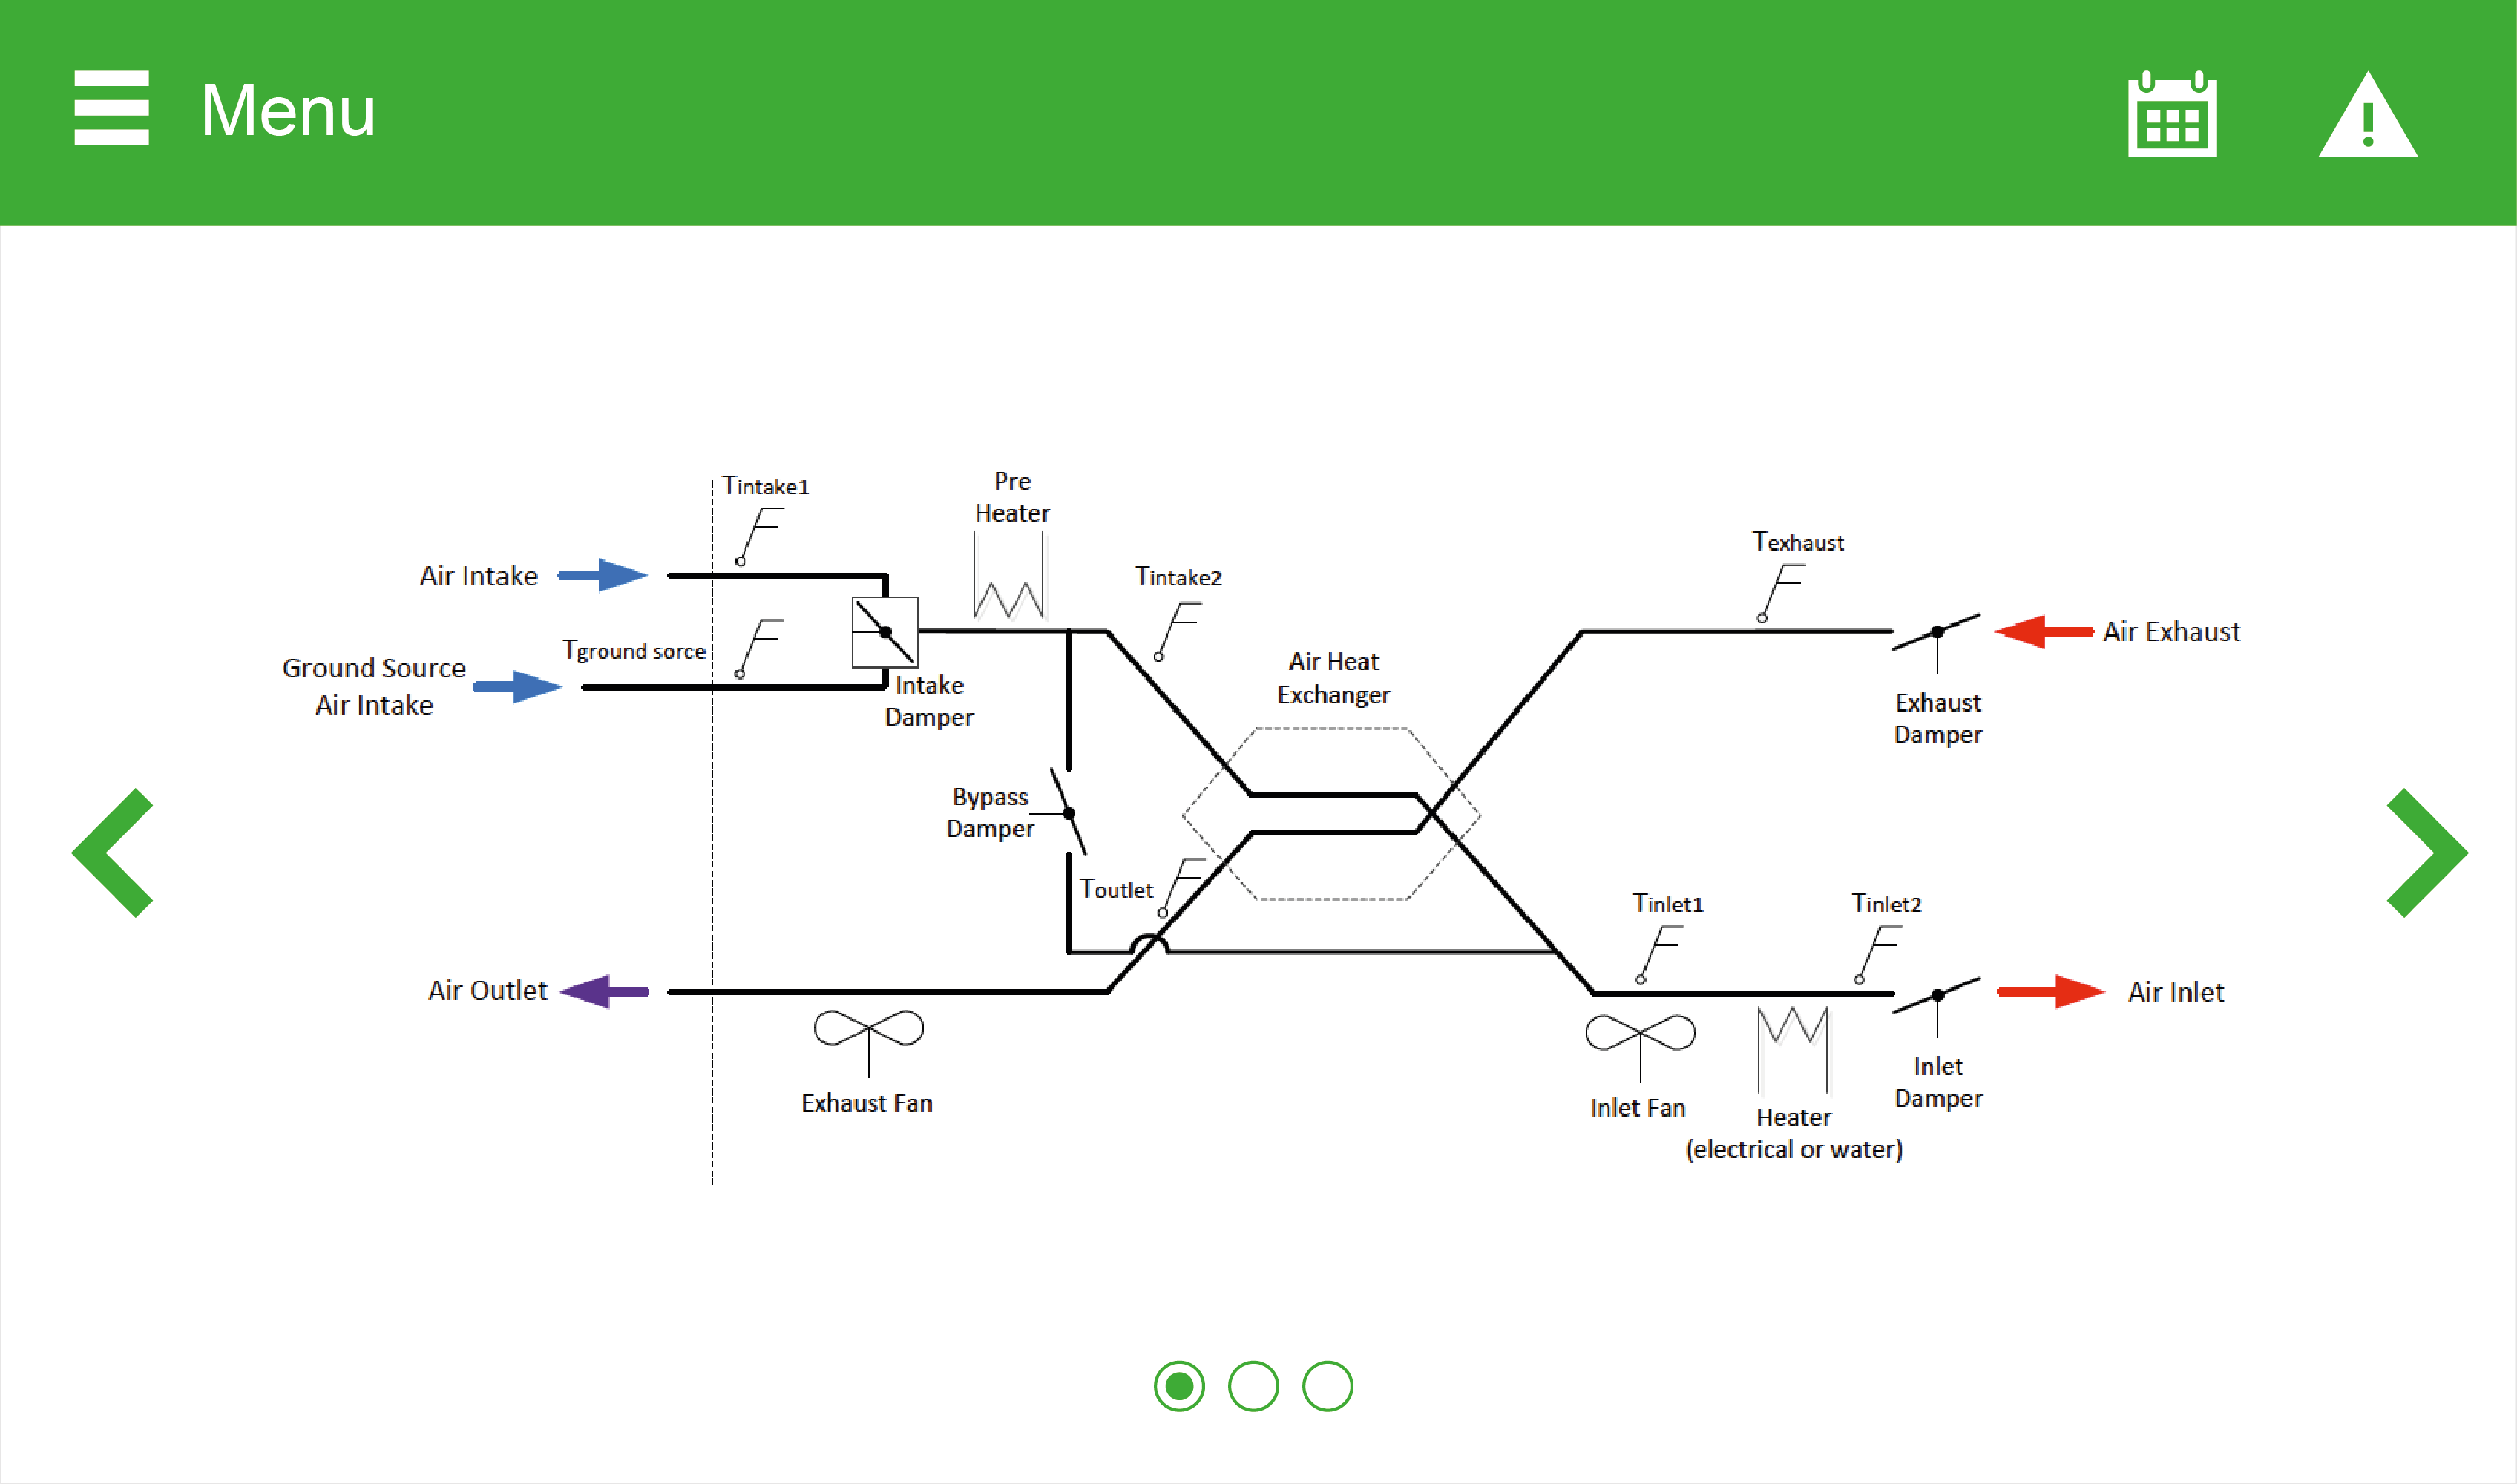 Menu
Tintake1
Pre
Heater
Air Intake
Tintake2
Texhaust
Tground sorce
Ground Source
Air Intake
Intake
Damper
Air Heat
Exchanger
Air Exhaust
Exhaust
Damper
Bypass
Damper
Toutlet
Tinlet1
Tinlet2
Air Outlet
Air Inlet
Exhaust Fan
Inlet Fan
Heater
(electrical or water)
Inlet
Damper